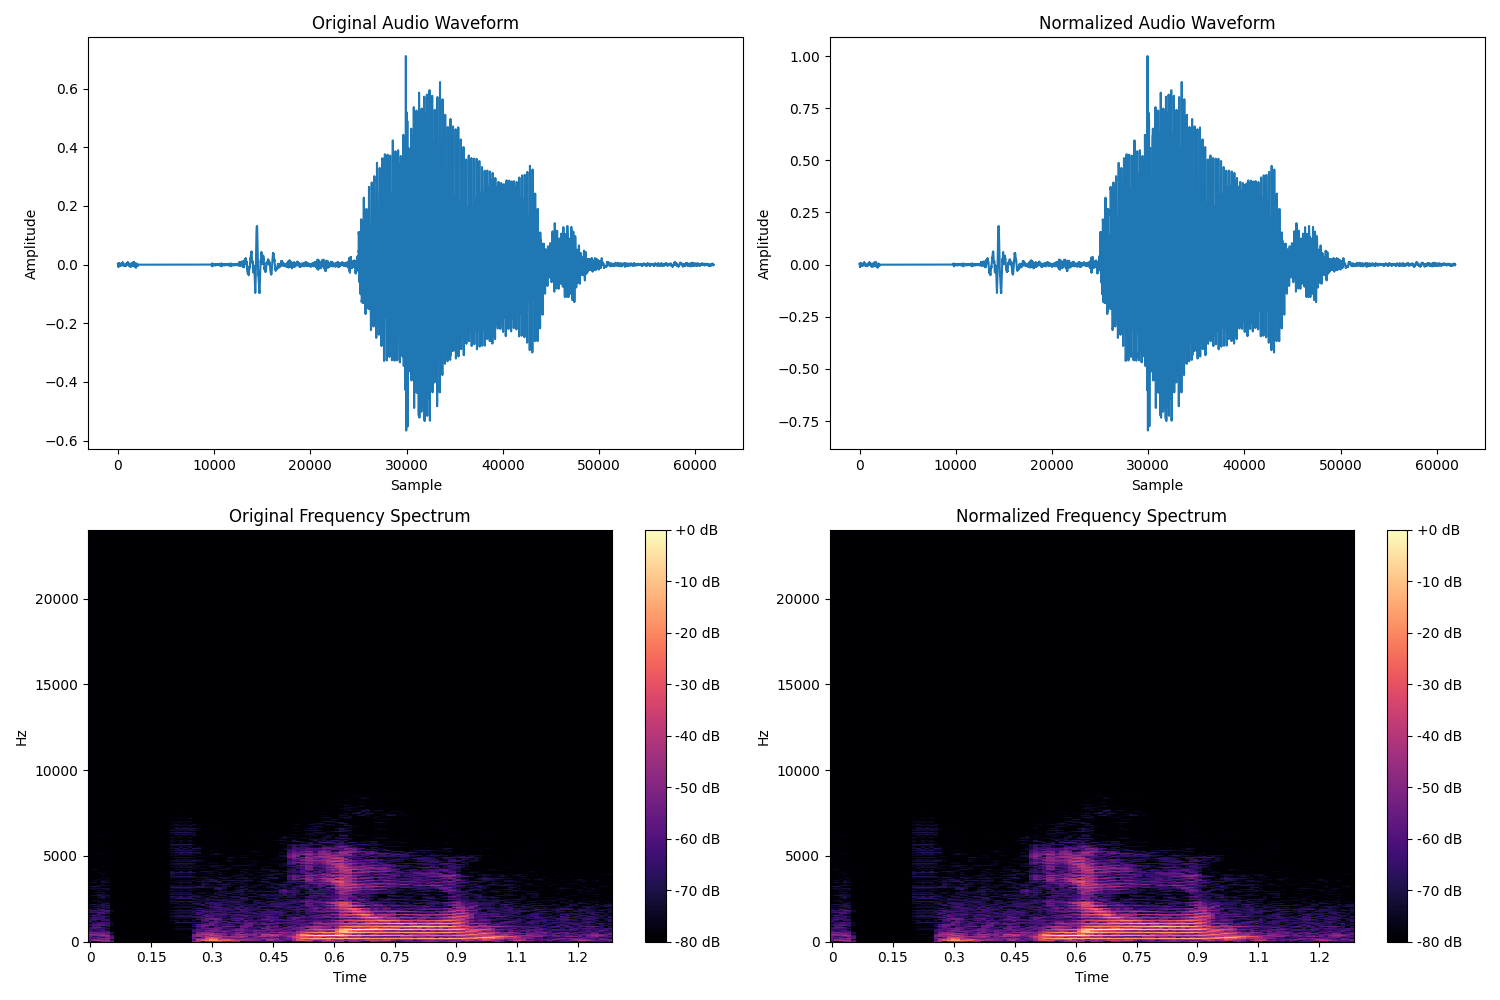 Original Audio Waveform
Amplitude
0.6
0.4
0.2
0.0
−0.2
−0.4
−0.6
0
10000
20000
30000
40000
50000
60000
Sample
Normalized Audio Waveform
Amplitude
1.00
0.75
0.50
0.25
0.00
−0.25
−0.50
−0.75
0
10000
20000
30000
40000
50000
60000
Sample
Original Frequency Spectrum
Hz
20000
15000
10000
5000
0
0
0.15
0.3
0.45
0.6
0.75
0.9
1.1
1.2
Time
+0 dB
-10 dB
-20 dB
-30 dB
-40 dB
-50 dB
-60 dB
-70 dB
-80 dB
Normalized Frequency Spectrum
Hz
20000
15000
10000
5000
0
0
0.15
0.3
0.45
0.6
0.75
0.9
1.1
1.2
Time
+0 dB
-10 dB
-20 dB
-30 dB
-40 dB
-50 dB
-60 dB
-70 dB
-80 dB